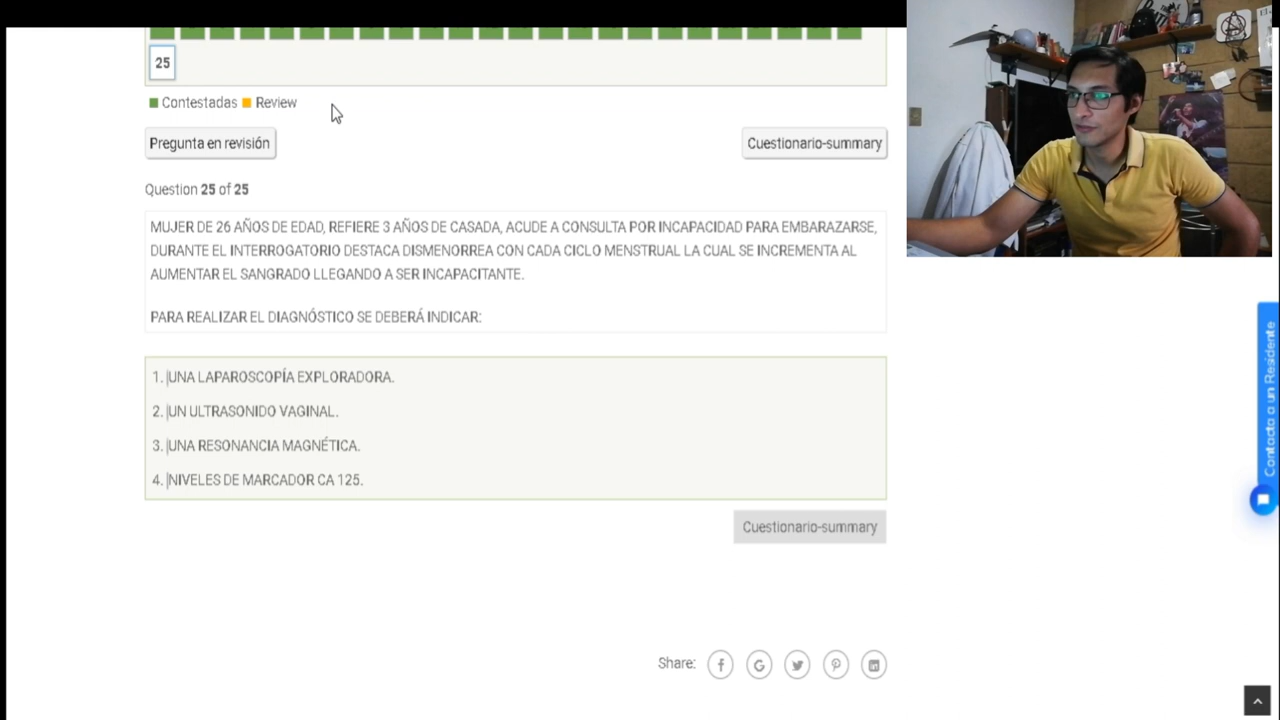 25
Contestadas Review
Pregunta en revisión
Cuestionario-summary
Question 25 of 25
MUJER DE 26 AÑOS DE EDAD, REFIERE 3 AÑOS DE CASADA, ACUDE A CONSULTA POR INCAPACIDAD PARA EMBARAZARSE,
DURANTE EL INTERROGATORIO DESTACA DISMENORREA CON CADA CICLO MENSTRUAL LA CUAL SE INCREMENTA AL
AUMENTAR EL SANGRADO LLEGANDO A SER INCAPACITANTE.
PARA REALIZAR EL DIAGNÓSTICO SE DEBERÁ INDICAR:
1. UNA LAPAROSCOPÍA EXPLORADORA.
2. UN ULTRASONIDO VAGINAL.
3. UNA RESONANCIA MAGNÉTICA.
4. NIVELES DE MARCADOR CA 125.
Cuestionario-summary
Share:
Contacta a un Residente